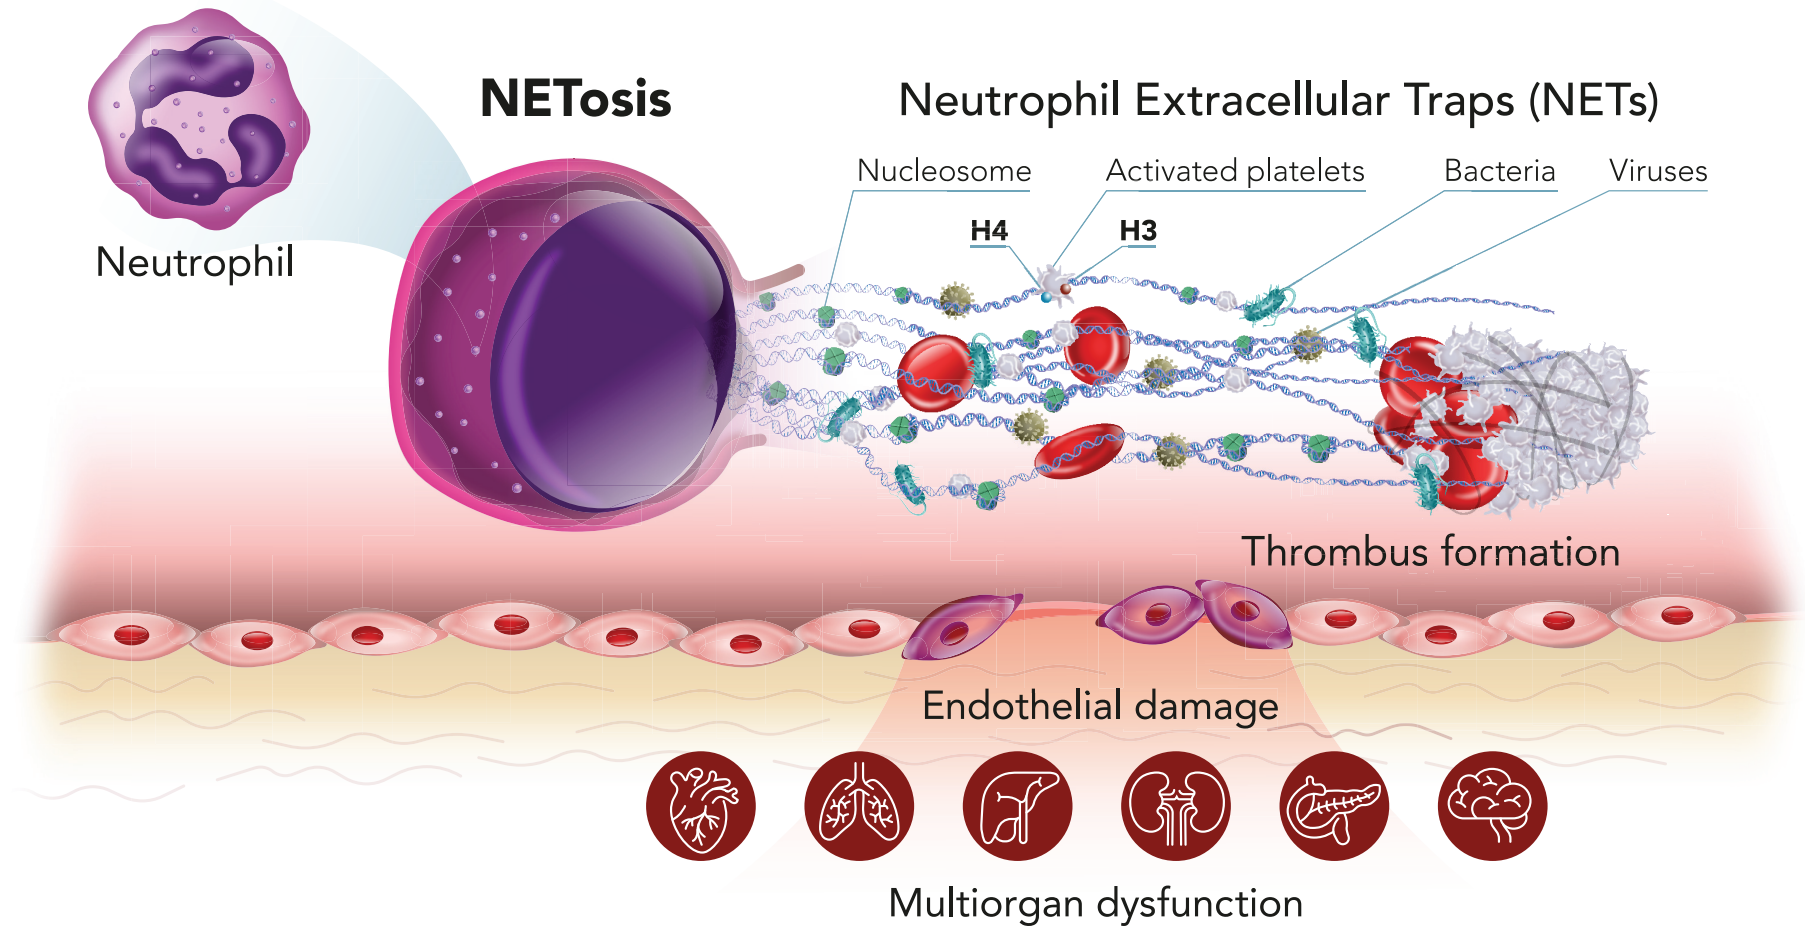 NETosis
Neutrophil Extracellular Traps (NETs)
Nucleosome
Activated platelets
Bacteria
Viruses
H4
H3
Neutrophil
Thrombus formation
Endothelial damage
Multiorgan dysfunction